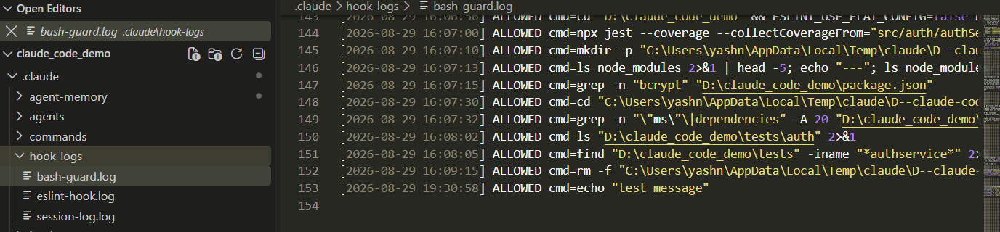 Open Editors
bash-guard.log .claude\hook-logs
claude_code_demo
.claude
agent-memory
agents
commands
hook-logs
bash-guard.log
eslint-hook.log
session-log.log
.claude > hook-logs > bash-guard.log
143 [2026-08-29 16:06:56] ALLOWED cmd=cd "D:\claude_code_demo" && ESLINT_USE_FLAT_CONFIG=false
144 [2026-08-29 16:07:00] ALLOWED cmd=npx jest --coverage --collectCoverageFrom="src/auth/authSe
145 [2026-08-29 16:07:10] ALLOWED cmd=mkdir -p "C:\Users\yashn\AppData\Local\Temp\claude\D--clau
146 [2026-08-29 16:07:13] ALLOWED cmd=ls node_modules 2>&1 | head -5; echo "---"; ls node_module
147 [2026-08-29 16:07:15] ALLOWED cmd=grep -n "bcrypt" "D:\claude_code_demo\package.json"
148 [2026-08-29 16:07:30] ALLOWED cmd=cd "C:\Users\yashn\AppData\Local\Temp\claude\D--claude-cod
149 [2026-08-29 16:07:32] ALLOWED cmd=grep -n "\"ms\"\|dependencies" -A 20 "D:\claude_code_demo\
150 [2026-08-29 16:08:02] ALLOWED cmd=ls "D:\claude_code_demo\tests\auth" 2>&1
151 [2026-08-29 16:08:05] ALLOWED cmd=find "D:\claude_code_demo\tests" -iname "*authservice*" 2>
152 [2026-08-29 16:09:15] ALLOWED cmd=rm -f "C:\Users\yashn\AppData\Local\Temp\claude\D--claude-
153 [2026-08-29 19:30:58] ALLOWED cmd=echo "test message"
154